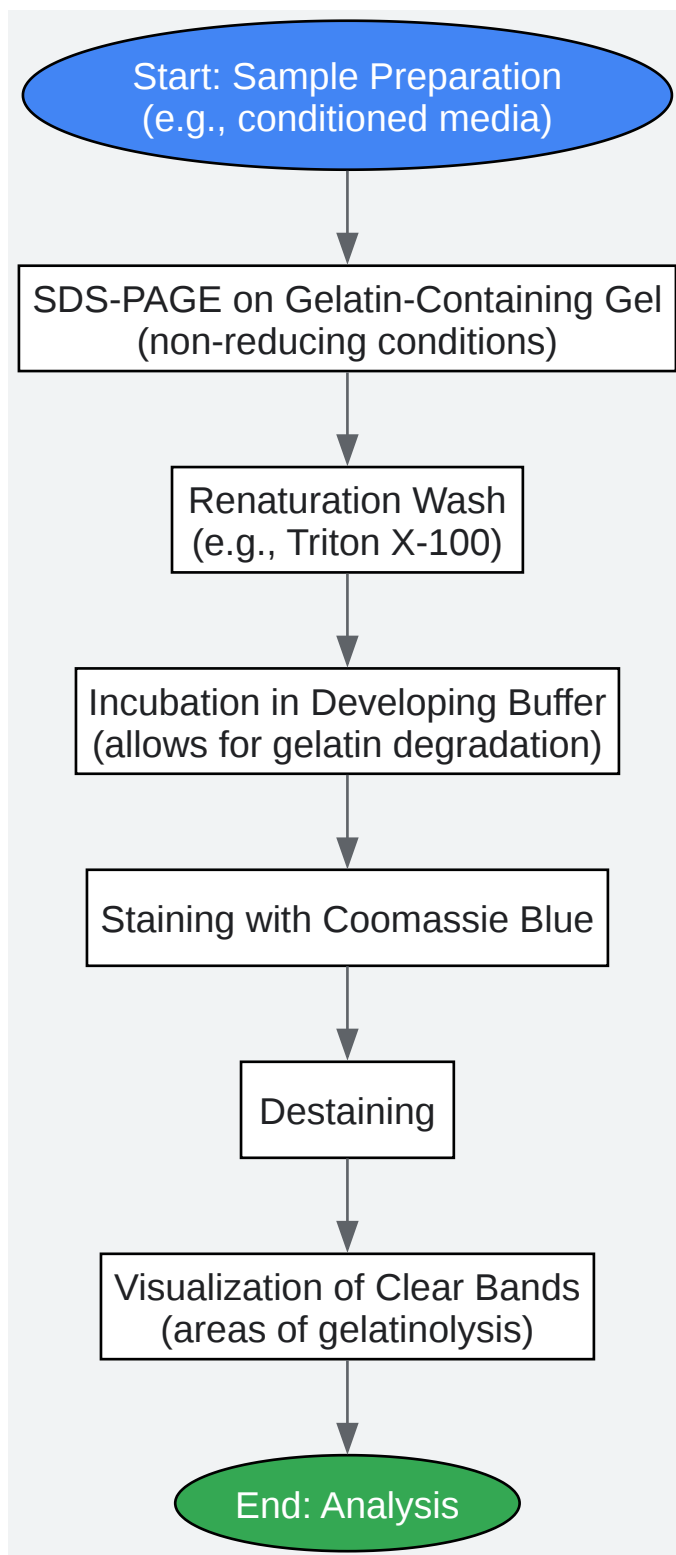 Start: Sample Preparation
(e.g., conditioned media)
SDS-PAGE on Gelatin-Containing Gel
(non-reducing conditions)
Renaturation Wash
(e.g., Triton X-100)
Incubation in Developing Buffer
(allows for gelatin degradation)
Staining with Coomassie Blue
Destaining
Visualization of Clear Bands
(areas of gelatinolysis)
End: Analysis